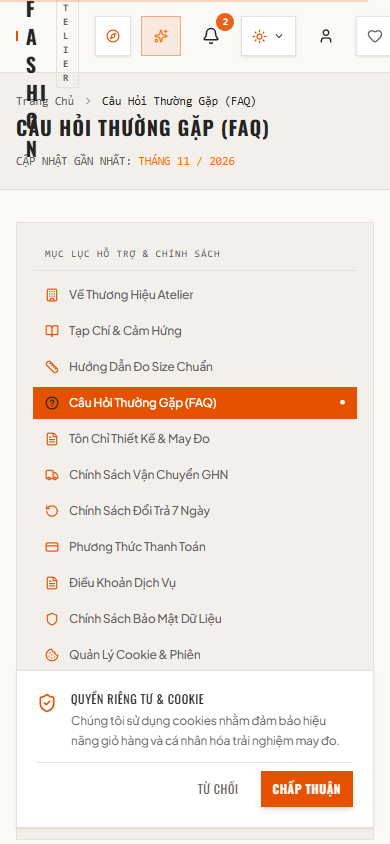 FASHION
ATELIER
2
Trang Chủ > Câu Hỏi Thường Gặp (FAQ)
CÂU HỎI THƯỜNG GẶP (FAQ)
CẬP NHẬT GẦN NHẤT: THÁNG 11 / 2026
MỤC LỤC HỖ TRỢ & CHÍNH SÁCH
Về Thương Hiệu Atelier
Tạp Chí & Cảm Hứng
Hướng Dẫn Đo Size Chuẩn
Câu Hỏi Thường Gặp (FAQ)
Tôn Chỉ Thiết Kế & May Đo
Chính Sách Vận Chuyển GHN
Chính Sách Đổi Trả 7 Ngày
Phương Thức Thanh Toán
Điều Khoản Dịch Vụ
Chính Sách Bảo Mật Dữ Liệu
Quản Lý Cookie & Phiên
QUYỀN RIÊNG TƯ & COOKIE
Chúng tôi sử dụng cookies nhằm đảm bảo hiệu
năng giỏ hàng và cá nhân hóa trải nghiệm may đo.
TỪ CHỐI
CHẤP THUẬN